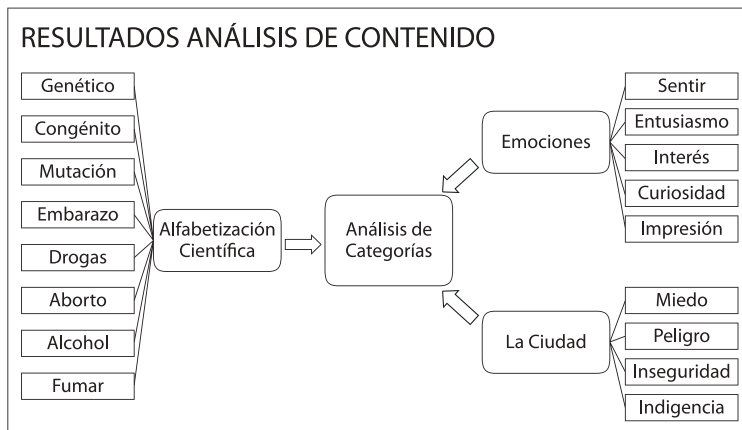 RESULTADOS ANÁLISIS DE CONTENIDO
Genético
Congénito
Mutación
Embarazo
Drogas
Aborto
Alcohol
Fumar
Alfabetización
Científica
Análisis de
Categorías
Emociones
Sentir
Entusiasmo
Interés
Curiosidad
Impresión
La Ciudad
Miedo
Peligro
Inseguridad
Indigencia